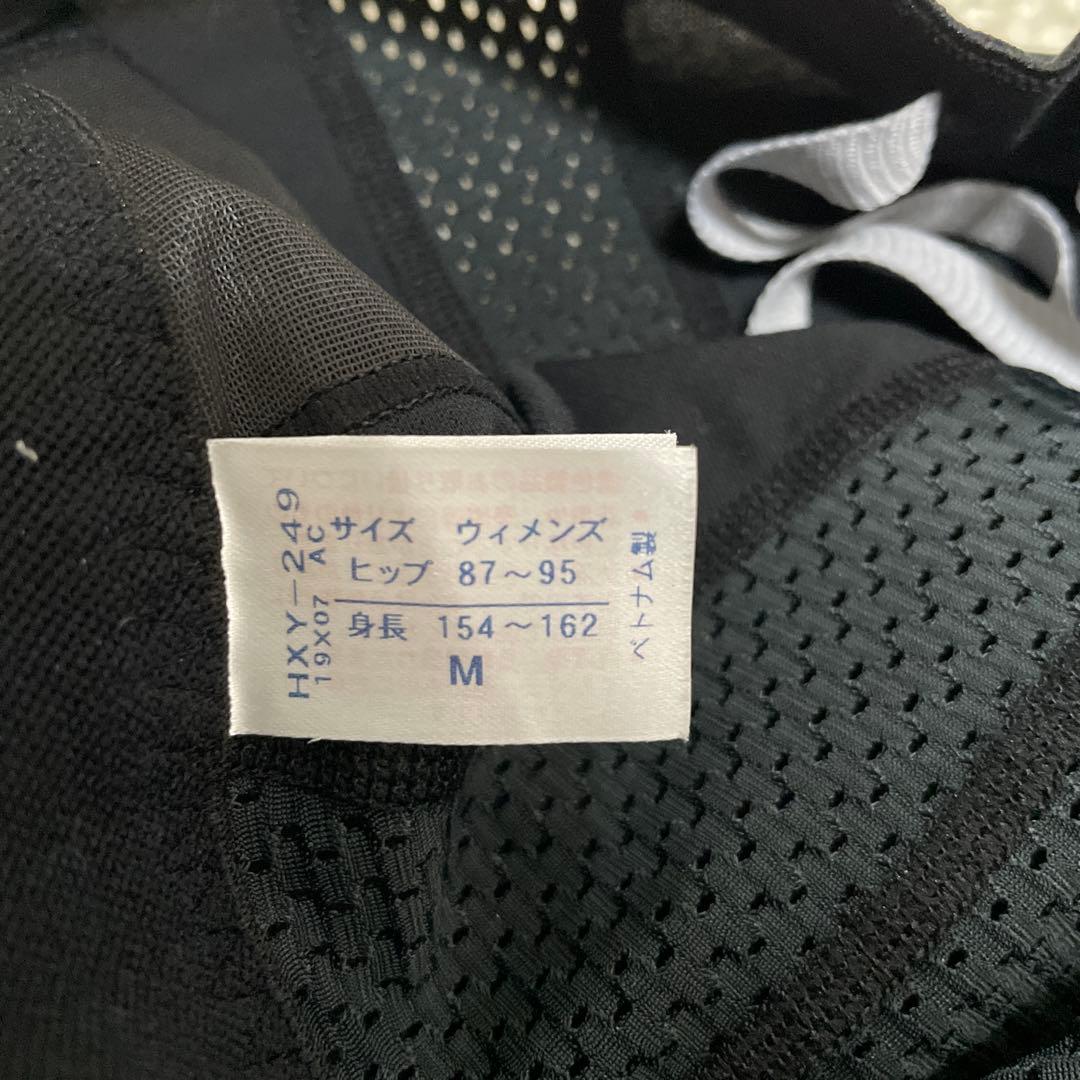 サイズ ウィメンズ
ヒップ 87～95
身長 154～162
M
HXY-249
19X07 AC
ベトナム製